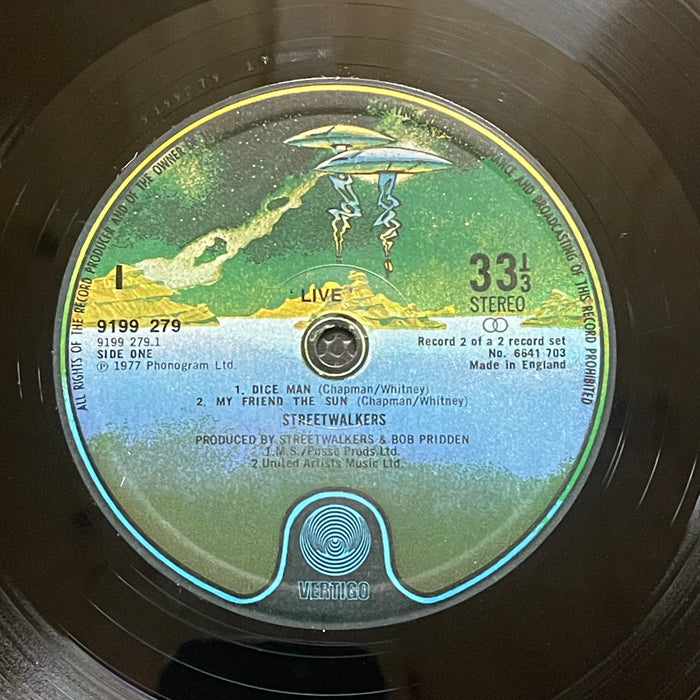 ALL RIGHTS OF THE RECORD PRODUCER AND OF THE OWNER
AND BROADCASTING OF THIS RECORD PROHIBITED
'LIVE'
I
33⅓
STEREO
9199 279
9199 279.1
SIDE ONE
℗ 1977 Phonogram Ltd.
Record 2 of a 2 record set
No. 6641 703
Made in England
1. DICE MAN (Chapman/Whitney)
2. MY FRIEND THE SUN (Chapman/Whitney)
STREETWALKERS
PRODUCED BY STREETWALKERS & BOB PRIDDEN
1.M.S./Posse Prods.Ltd.
2.United Artists Music Ltd.
VERTIGO